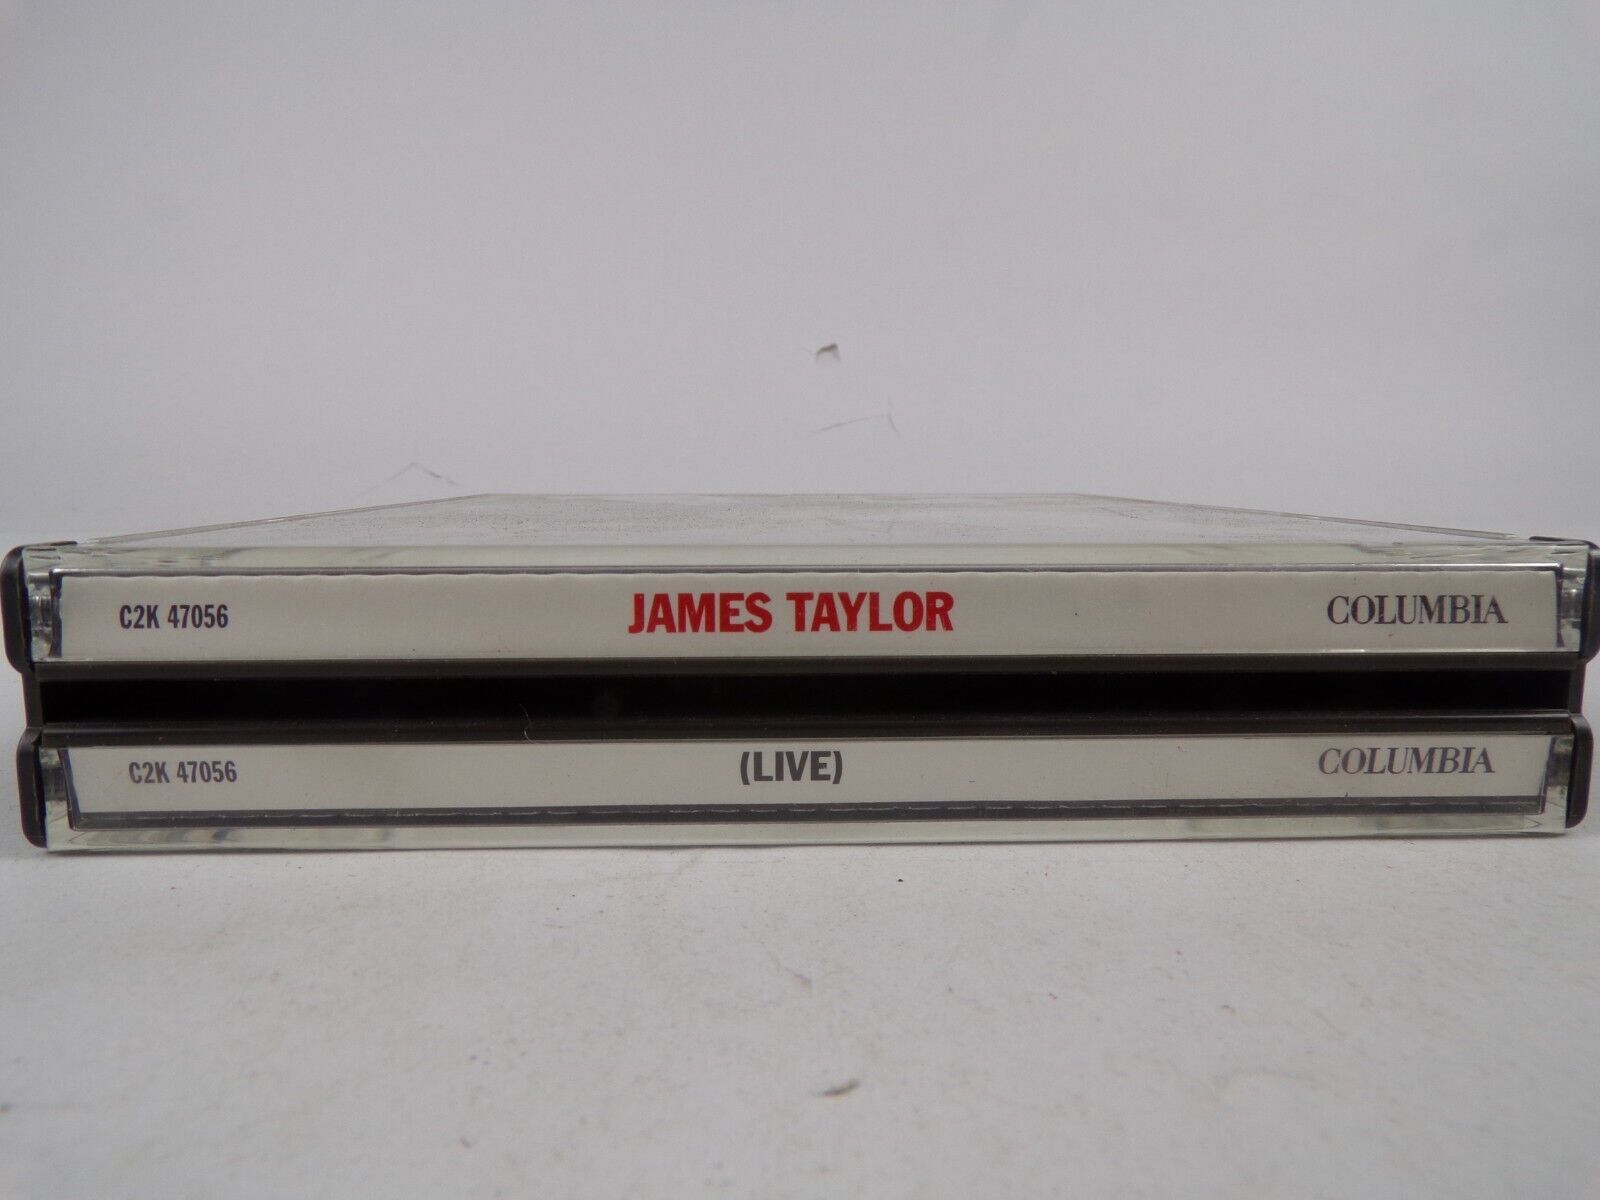 C2K 47056 JAMES TAYLOR COLUMBIA
C2K 47056 (LIVE) COLUMBIA